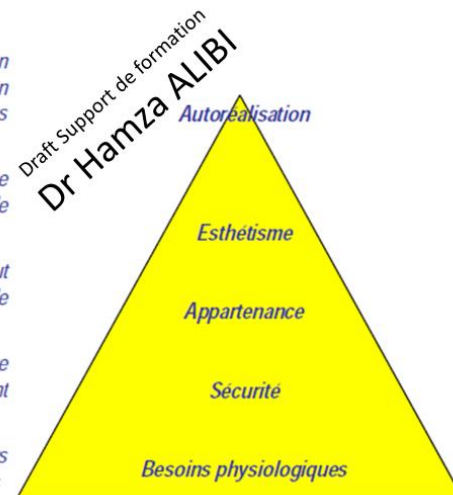 Draft Support de formation
Dr Hamza ALIBI
Autoréalisation
Esthétisme
Appartenance
Sécurité
Besoins physiologiques